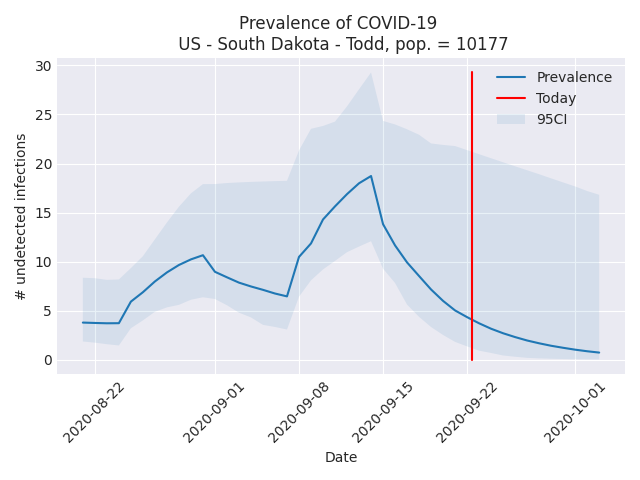 Prevalence of COVID-19
US - South Dakota - Todd, pop. = 10177
30
25
20
15
10
5
0
# undetected infections
Prevalence
Today
95CI
2020-08-22
2020-09-01
2020-09-08
2020-09-15
2020-09-22
2020-10-01
Date